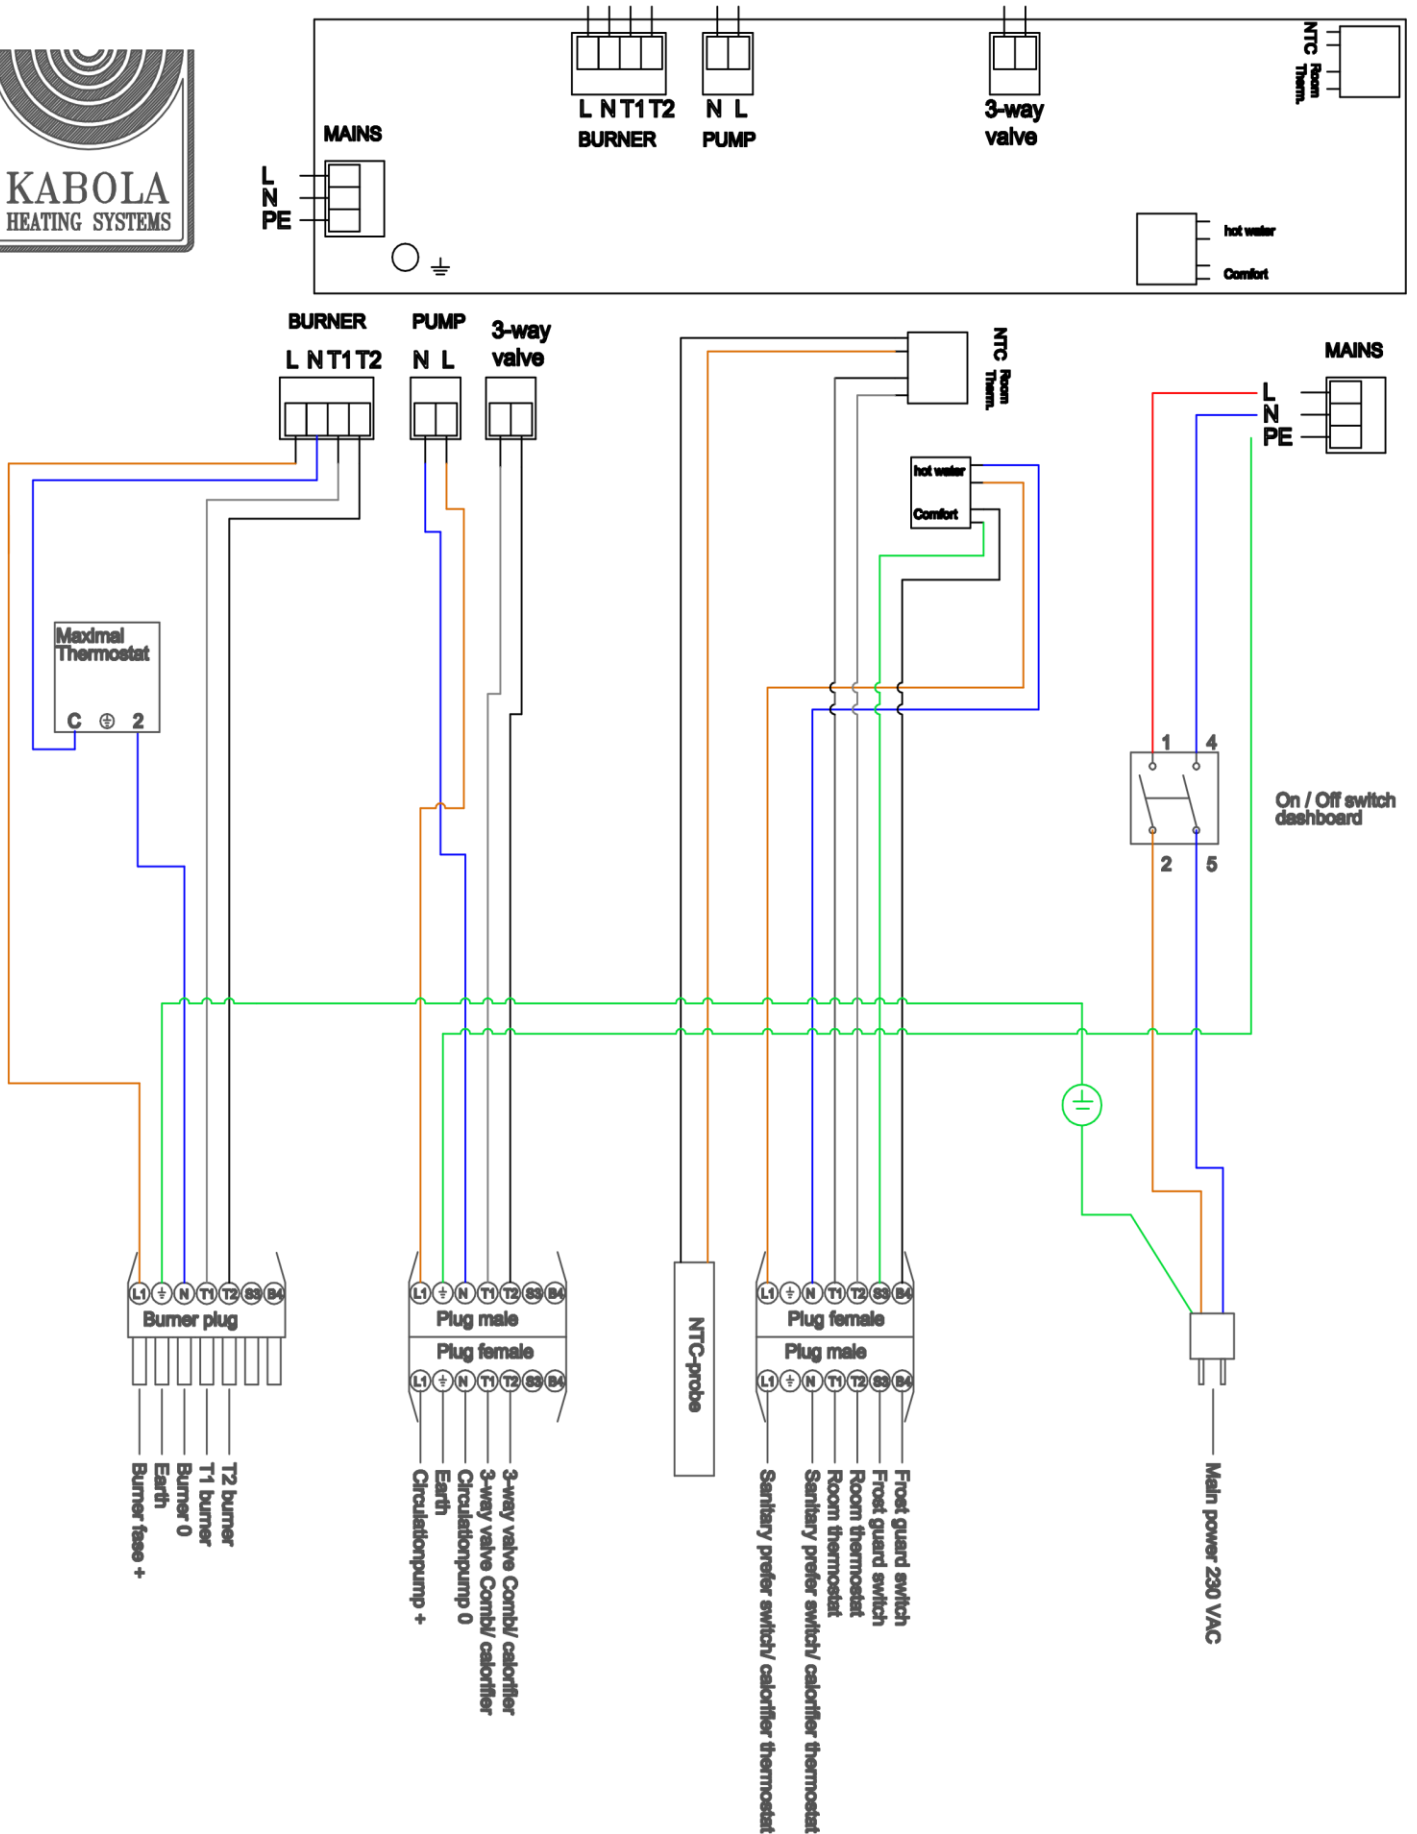 KABOLA
HEATING SYSTEMS
MAINS
L
N
PE
L N T1 T2
BURNER
N L
PUMP
3-way
valve
NTC Room
Therm.
hot water
Comfort
BURNER
L N T1 T2
PUMP
N L
3-way
valve
NTC Room
Therm.
hot water
Comfort
MAINS
L
N
PE
Maximal
Thermostat
C 2
1 4
On / Off switch
dashboard
2 5
L1 N T1 T2 S3 B4
Burner plug
L1 N T1 T2 S3 B4
Plug male
Plug female
L1 N T1 T2 S3 B4
NTC-probe
L1 N T1 T2 S3 B4
Plug female
Plug male
L1 N T1 T2 S3 B4
Burner fase +
Earth
Burner 0
T1 burner
T2 burner
Circulationpump +
Earth
Circulationpump 0
3-way valve Combi/ calorifier
3-way valve Combi/ calorifier
Sanitary prefer switch/ calorifier thermostat
Sanitary prefer switch/ calorifier thermostat
Room thermostat
Room thermostat
Frost guard switch
Frost guard switch
Main power 230 VAC